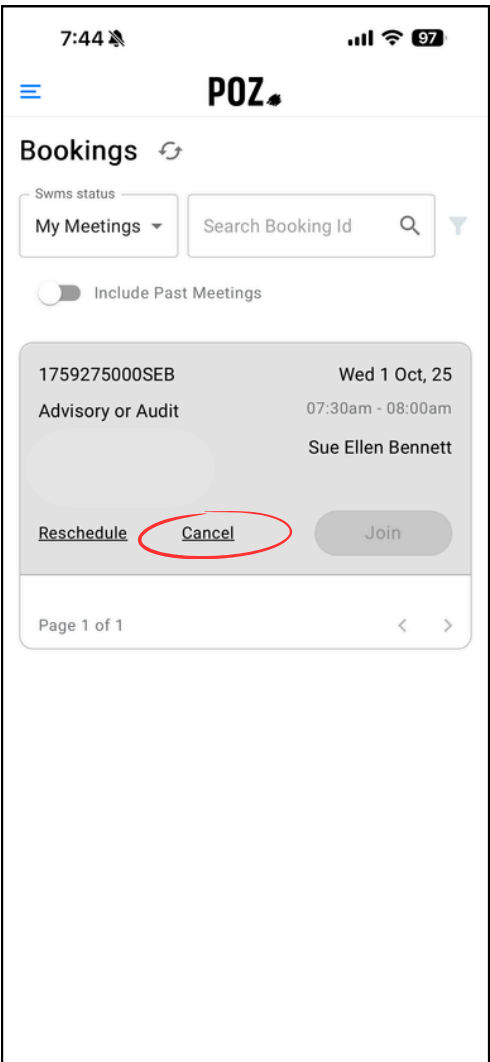 7:44 97
POZ.
Bookings
Swms status
My Meetings Search Booking Id
Include Past Meetings
1759275000SEB Wed 1 Oct, 25
Advisory or Audit 07:30am - 08:00am
Sue Ellen Bennett
Reschedule Cancel Join
Page 1 of 1